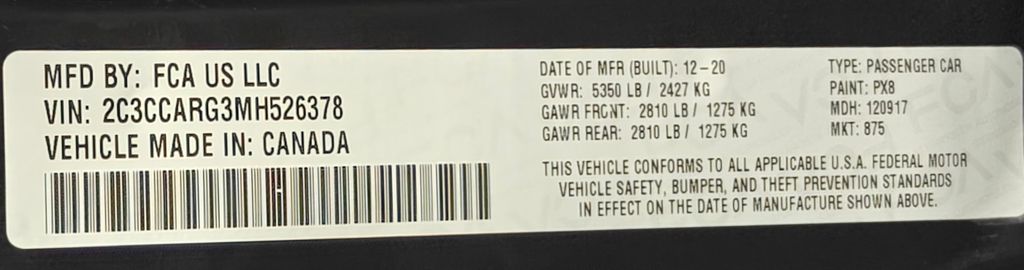 MFD BY: FCA US LLC
VIN: 2C3CCARG3MH526378
VEHICLE MADE IN: CANADA
DATE OF MFR (BUILT): 12-20
GVWR: 5350 LB / 2427 KG
GAWR FRONT: 2810 LB / 1275 KG
GAWR REAR: 2810 LB / 1275 KG
TYPE: PASSENGER CAR
PAINT: PX8
MDH: 120917
MKT: 875
THIS VEHICLE CONFORMS TO ALL APPLICABLE U.S.A. FEDERAL MOTOR
VEHICLE SAFETY, BUMPER, AND THEFT PREVENTION STANDARDS
IN EFFECT ON THE DATE OF MANUFACTURE SHOWN ABOVE.